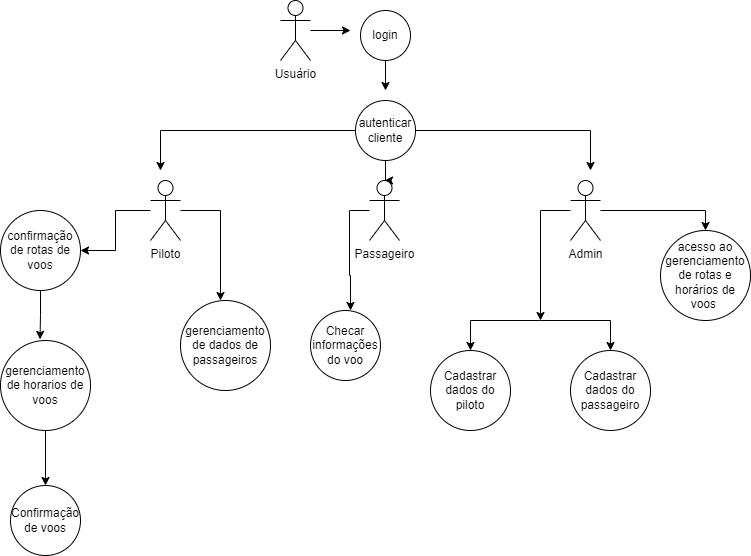 login
Usuário
autenticar
cliente
Piloto
Passageiro
Admin
confirmação
de rotas de
voos
acesso ao
gerenciamento
de rotas e
horários de
voos
gerenciamento
de dados de
passageiros
Checar
informações
do voo
gerenciamento
de horarios de
voos
Cadastrar
dados do
piloto
Cadastrar
dados do
passageiro
Confirmação
de voos